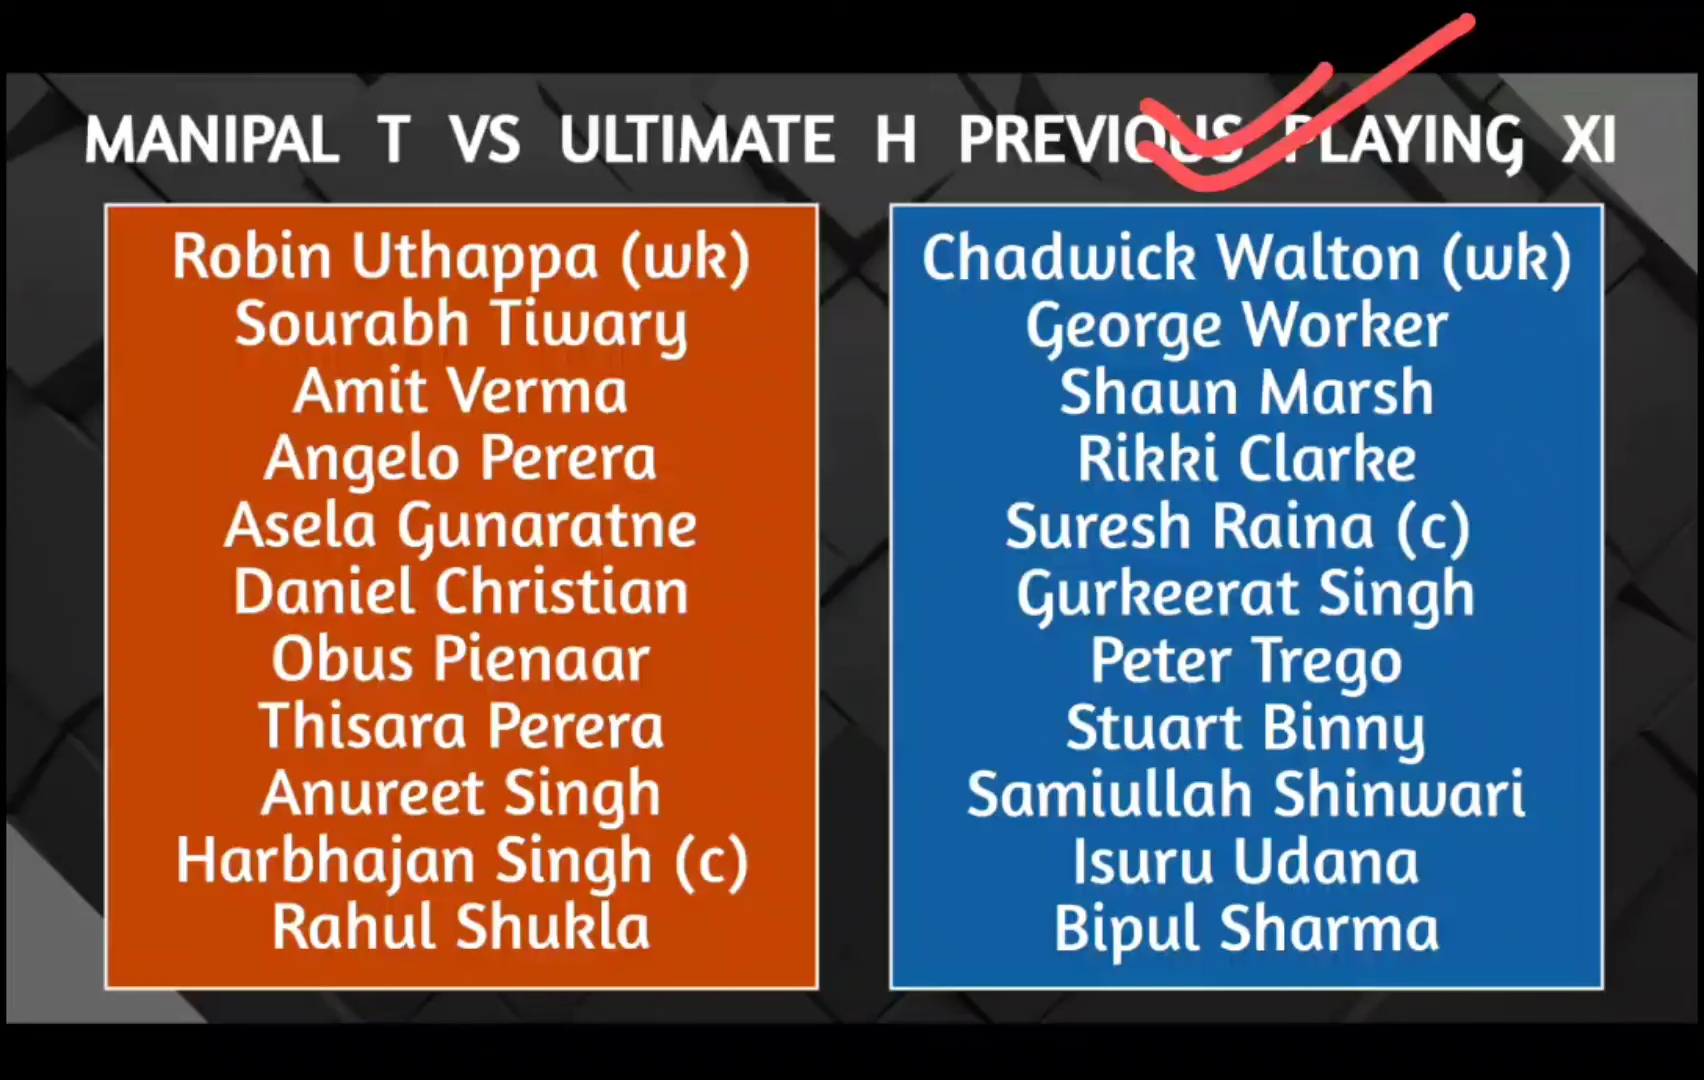 MANIPAL T VS ULTIMATE H PREVIOUS PLAYING XI
Robin Uthappa (wk)
Sourabh Tiwary
Amit Verma
Angelo Perera
Asela Gunaratne
Daniel Christian
Obus Pienaar
Thisara Perera
Anureet Singh
Harbhajan Singh (c)
Rahul Shukla
Chadwick Walton (wk)
George Worker
Shaun Marsh
Rikki Clarke
Suresh Raina (c)
Gurkeerat Singh
Peter Trego
Stuart Binny
Samiullah Shinwari
Isuru Udana
Bipul Sharma